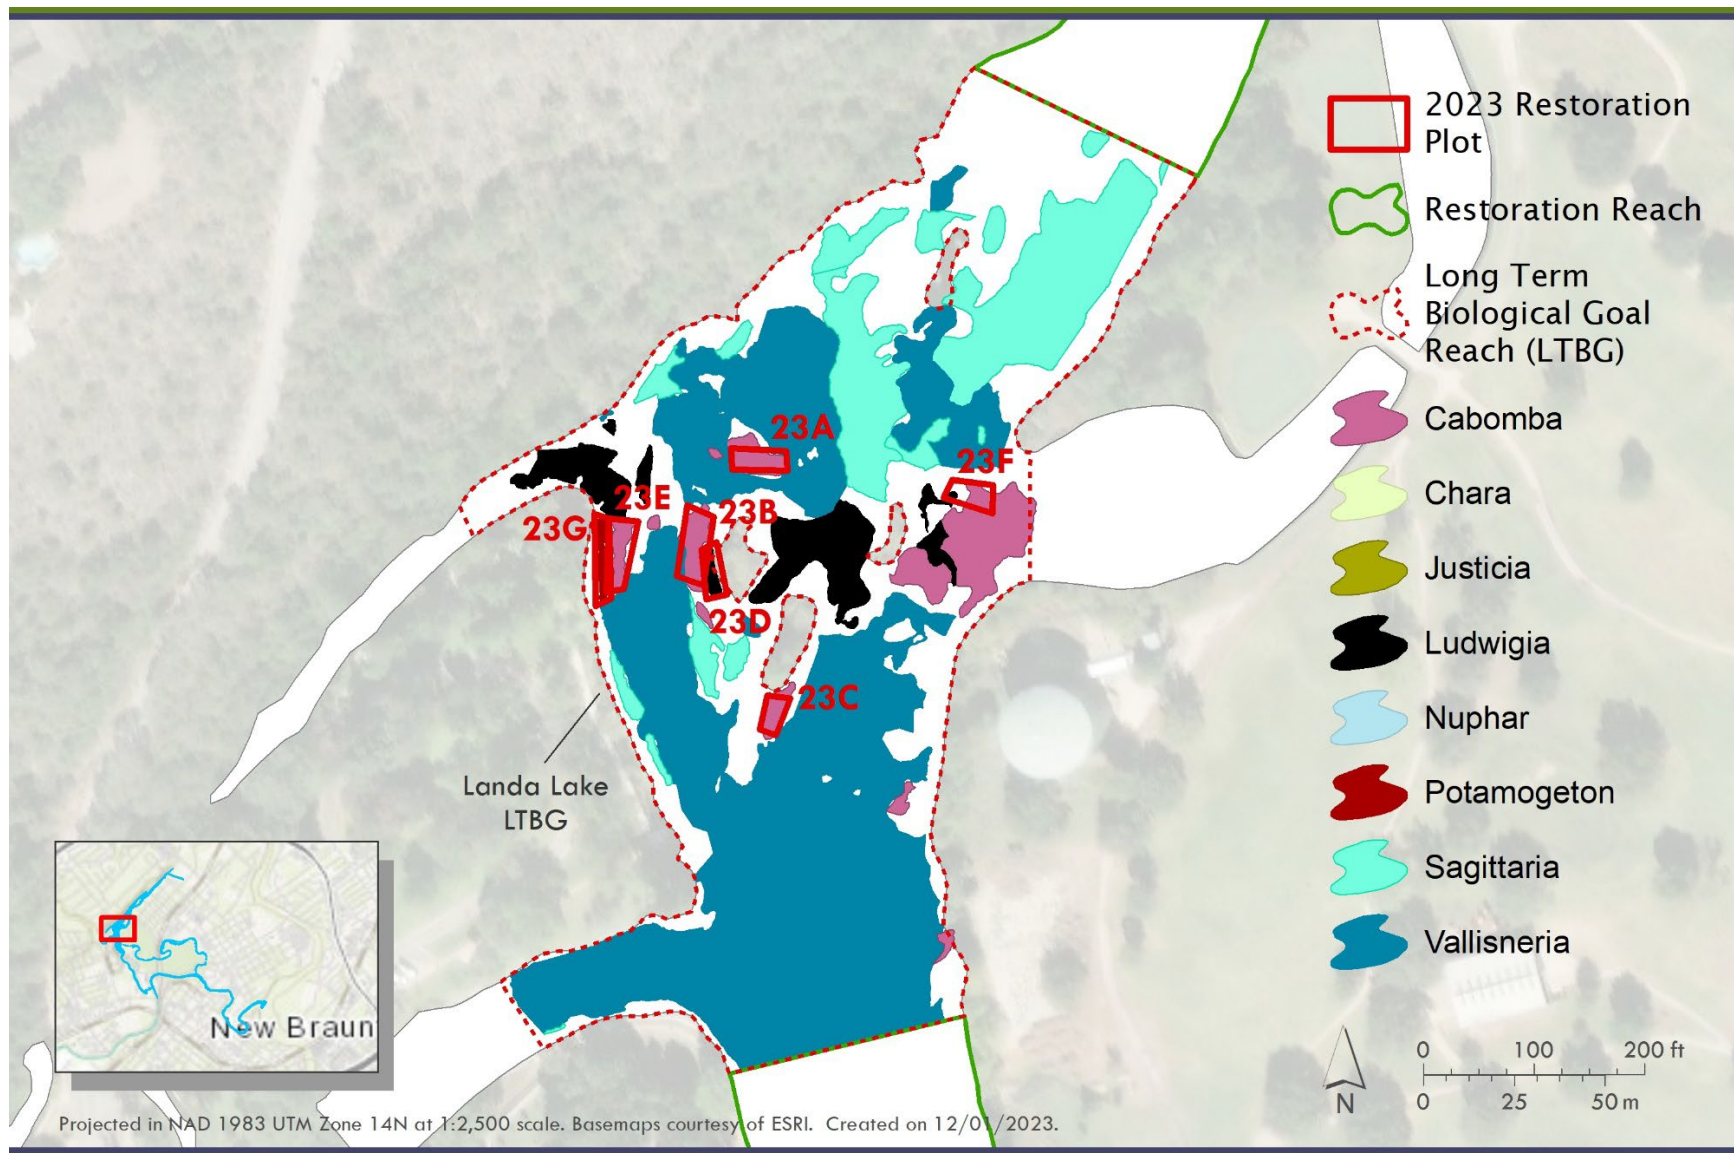 2023 Restoration
Plot
Restoration Reach
Long Term
Biological Goal
Reach (LTBG)
Cabomba
Chara
Justicia
Ludwigia
Nuphar
Potamogeton
Sagittaria
Vallisneria
23A
23F
23E
23B
23G
23D
23C
Landa Lake
LTBG
New Braun
N
0 100 200 ft
0 25 50 m
Projected in NAD 1983 UTM Zone 14N at 1:2,500 scale. Basemaps courtesy of ESRI. Created on 12/01/2023.